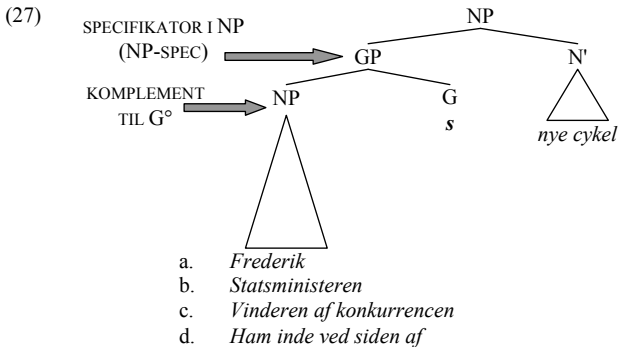 (27)
SPECIFIKATOR I NP
(NP-SPEC)
NP
GP
N'
KOMPLEMENT
TIL G°
NP
G
s
nye cykel
a. Frederik
b. Statsministeren
c. Vinderen af konkurrencen
d. Ham inde ved siden af